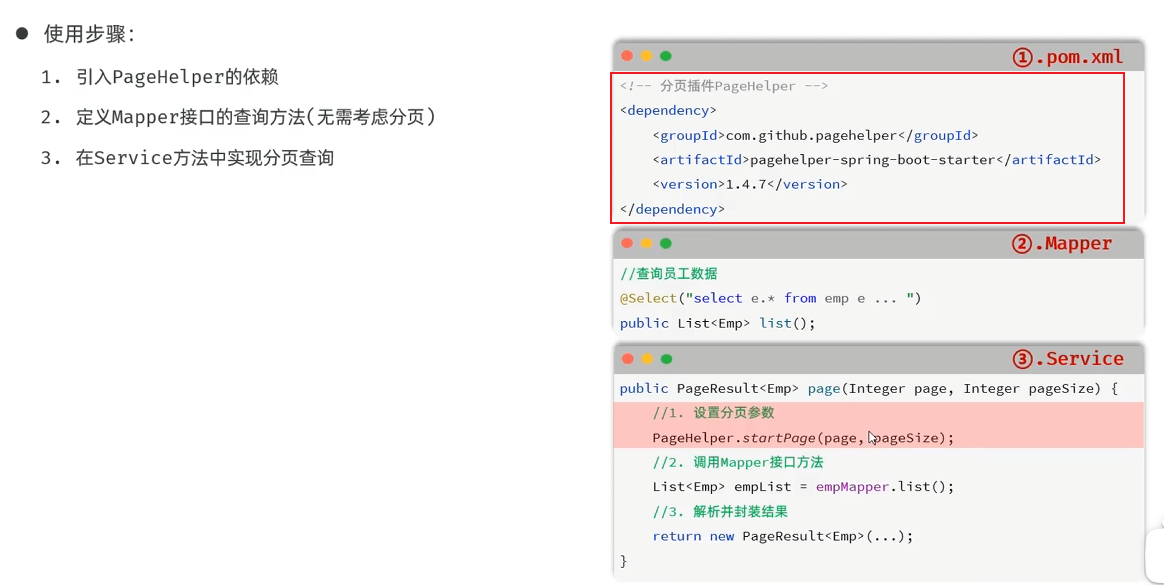 ● 使用步骤：
1. 引入PageHelper的依赖
2. 定义Mapper接口的查询方法(无需考虑分页)
3. 在Service方法中实现分页查询
①.pom.xml
<!-- 分页插件PageHelper -->
<dependency>
    <groupId>com.github.pagehelper</groupId>
    <artifactId>pagehelper-spring-boot-starter</artifactId>
    <version>1.4.7</version>
</dependency>
②.Mapper
//查询员工数据
@Select("select e.* from emp e ... ")
public List<Emp> list();
③.Service
public PageResult<Emp> page(Integer page, Integer pageSize) {
    //1. 设置分页参数
    PageHelper.startPage(page, pageSize);
    //2. 调用Mapper接口方法
    List<Emp> empList = empMapper.list();
    //3. 解析并封装结果
    return new PageResult<Emp>(...);
}